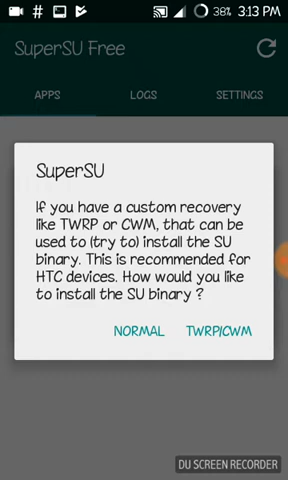 # 38% 3:13 PM
SuperSU Free
APPS LOGS SETTINGS
SuperSU
If you have a custom recovery
like TWRP or CWM, that can be
used to (try to) install the SU
binary. This is recommended for
HTC devices. How would you like
to install the SU binary ?
NORMAL TWRP/CWM
DU SCREEN RECORDER